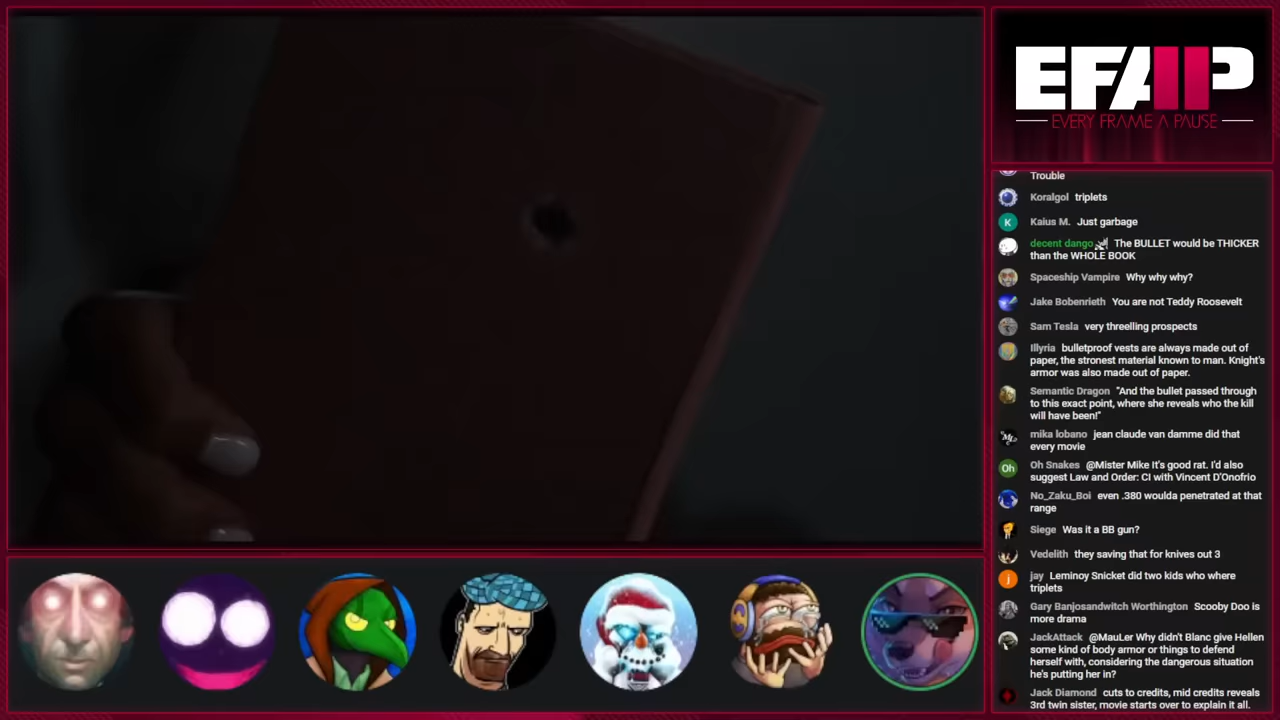 EFAP
EVERY FRAME A PAUSE
Trouble
Koralgol triplets
K
Kaius M. Just garbage
decent dango The BULLET would be THICKER
than the WHOLE BOOK
Spaceship Vampire Why why why?
Jake Bobenrieth You are not Teddy Roosevelt
Sam Tesla very threelling prospects
Illyria bulletproof vests are always made out of
paper, the stronest material known to man. Knight's
armor was also made out of paper.
Semantic Dragon "And the bullet passed through
to this exact point, where she reveals who the kill
will have been!"
mika lobano jean claude van damme did that
every movie
Oh
Oh Snakes @Mister Mike It's good rat. I'd also
suggest Law and Order: CI with Vincent D'Onofrio
No_Zaku_Boi even .380 woulda penetrated at that
range
Siege Was it a BB gun?
Vedelith they saving that for knives out 3
j
jay Leminoy Snicket did two kids who where
triplets
Gary Banjosandwitch Worthington Scooby Doo is
more drama
JackAttack @MauLer Why didn't Blanc give Hellen
some kind of body armor or things to defend
herself with, considering the dangerous situation
he's putting her in?
Jack Diamond cuts to credits, mid credits reveals
3rd twin sister, movie starts over to explain it all.